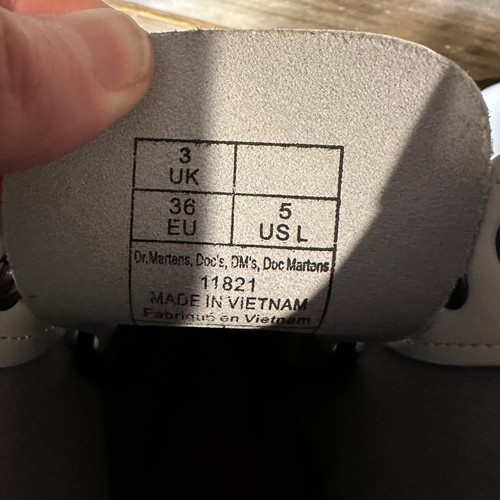 3
UK
36 5
EU US L
Dr.Martens, Doc's, DM's, Doc Martens
11821
MADE IN VIETNAM
Fabriqué en Vietnam